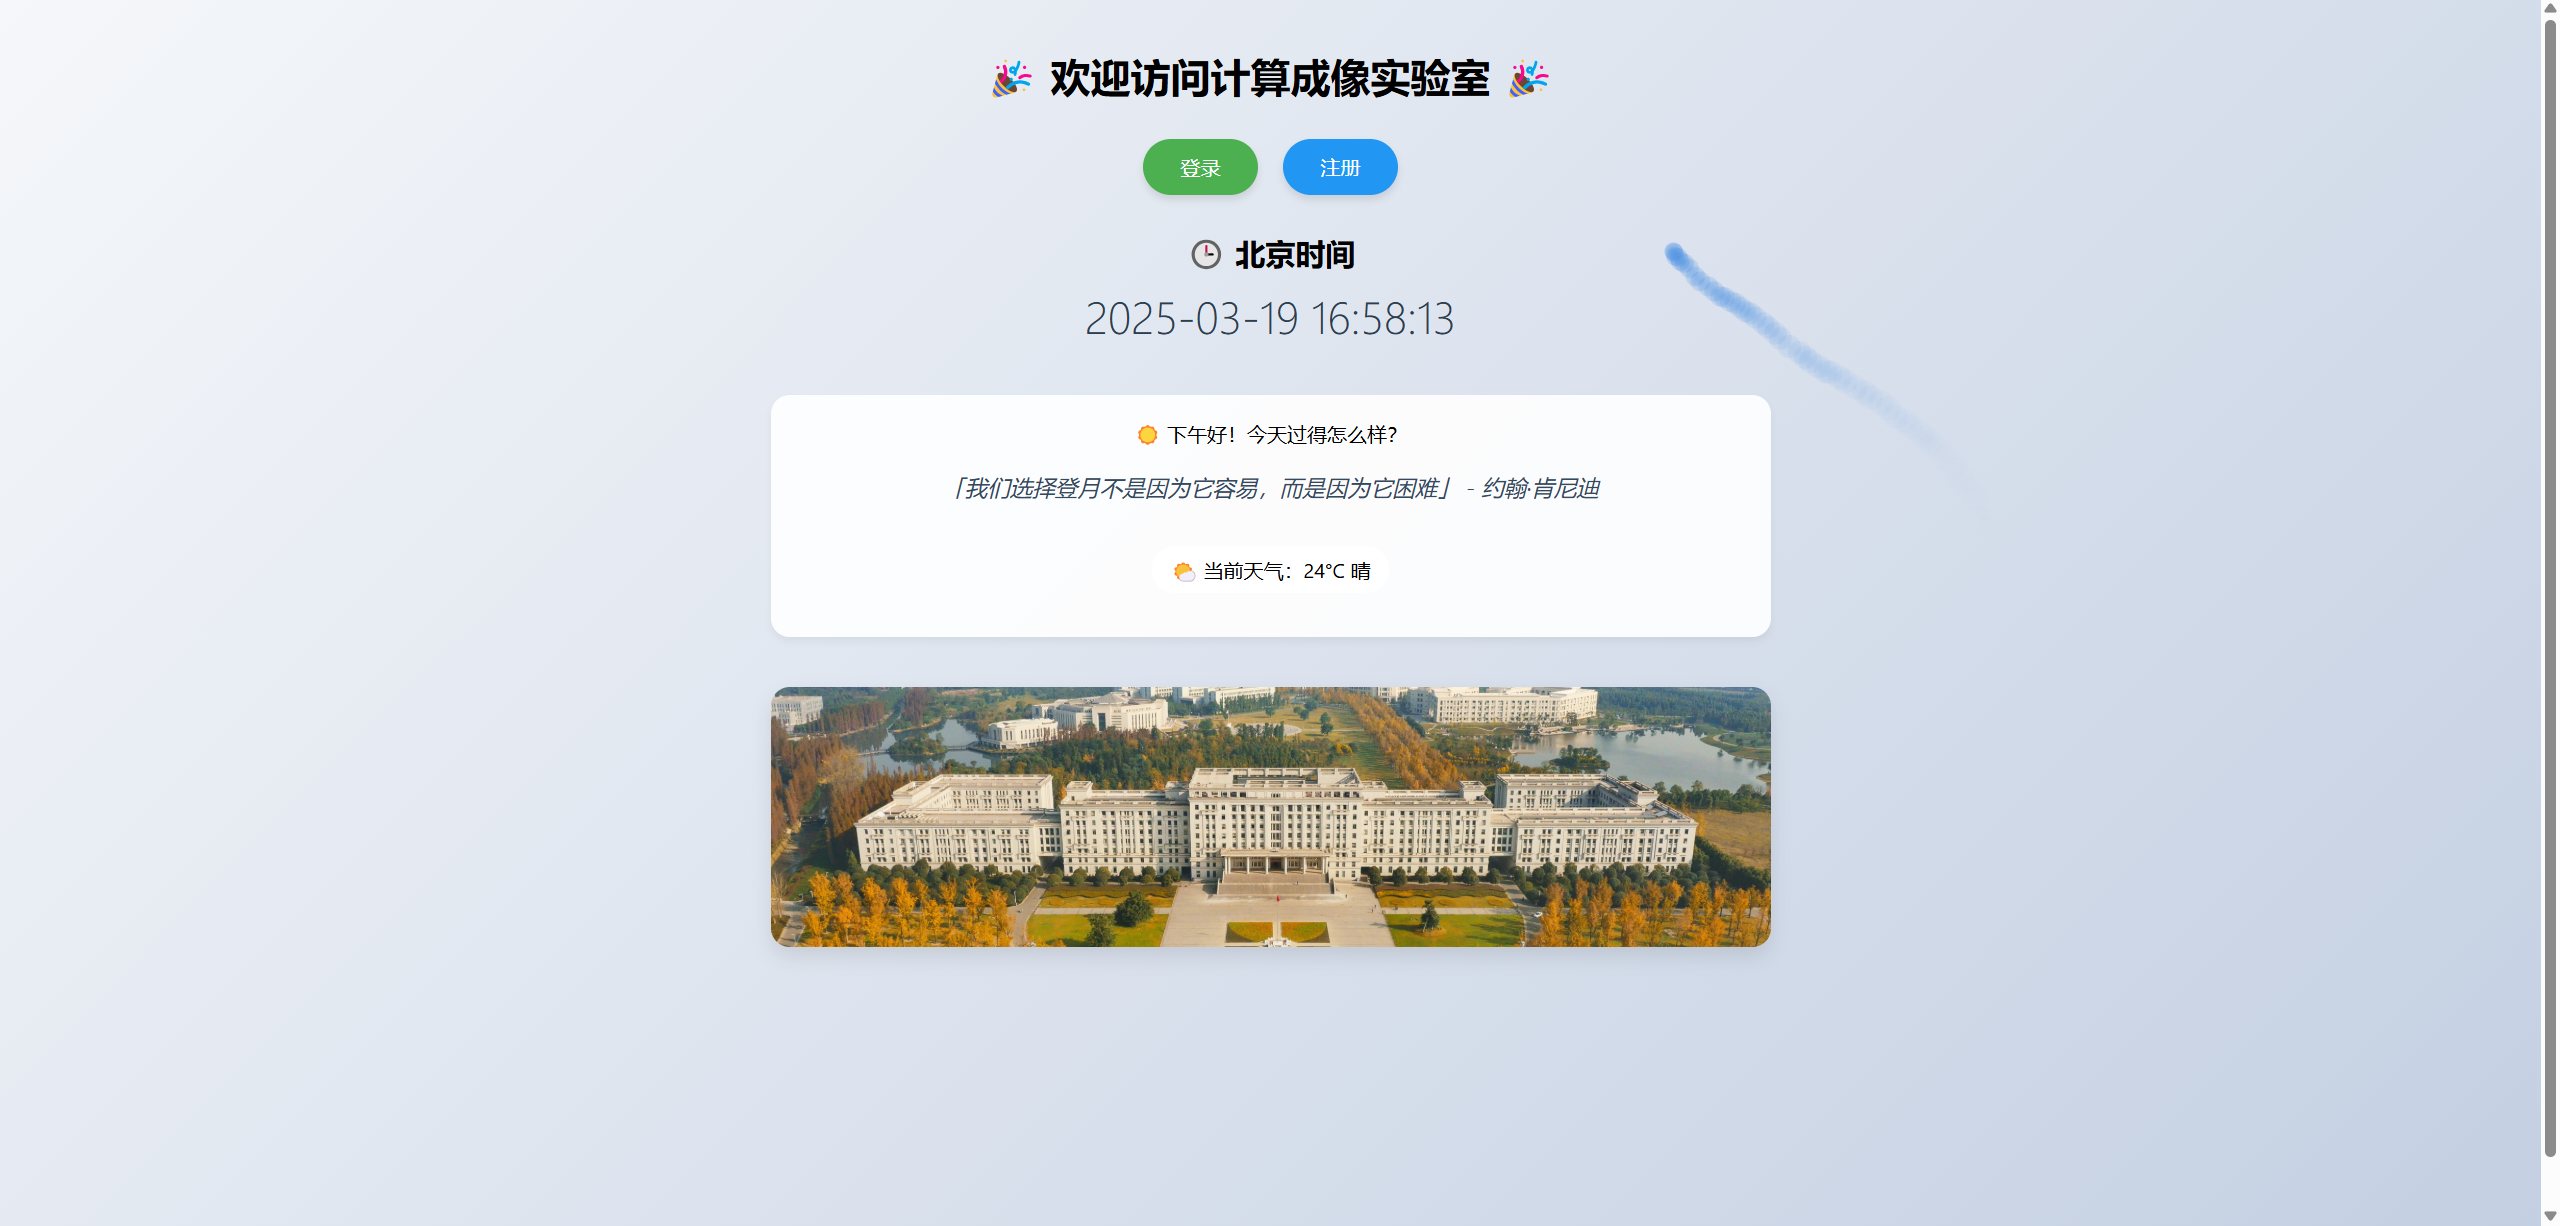 🎉 欢迎访问计算成像实验室 🎉
登录 注册
🕒 北京时间
2025-03-19 16:58:13
☀️ 下午好！今天过得怎么样？
「我们选择登月不是因为它容易，而是因为它困难」 - 约翰·肯尼迪
🌤️ 当前天气：24°C 晴